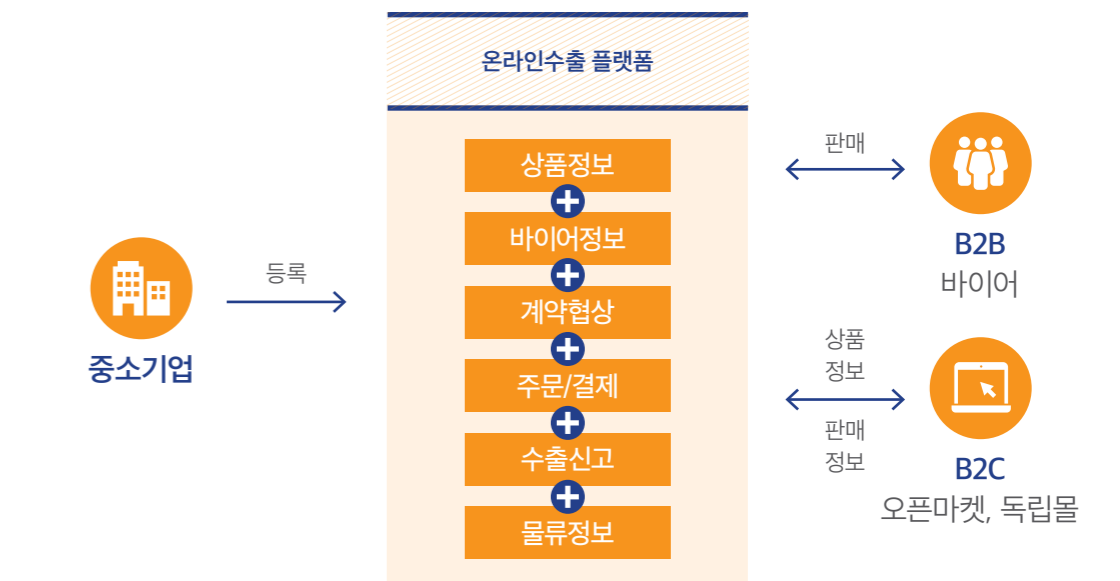 온라인수출 플랫폼
중소기업
등록
상품정보
바이어정보
계약협상
주문/결제
수출신고
물류정보
판매
B2B
바이어
상품
정보
판매
정보
B2C
오픈마켓, 독립몰